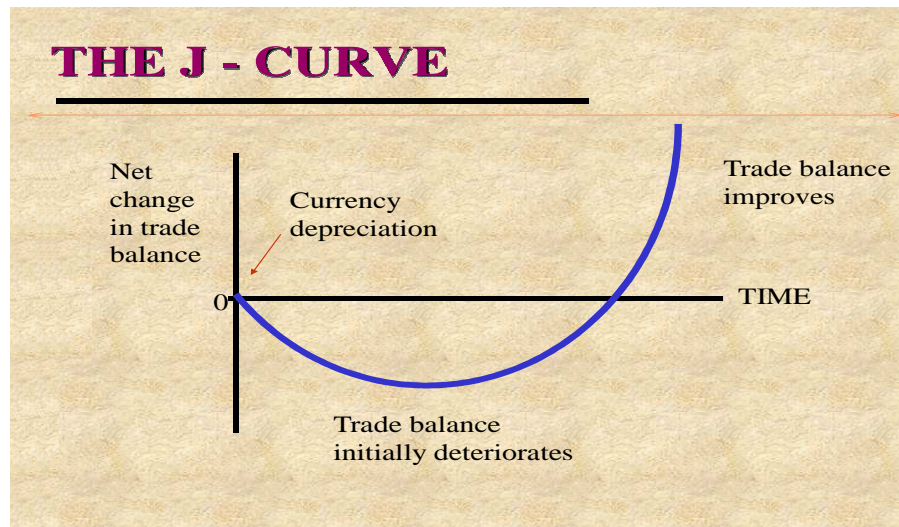 THE J - CURVE
Net
change
in trade
balance
Currency
depreciation
Trade balance
improves
0
TIME
Trade balance
initially deteriorates